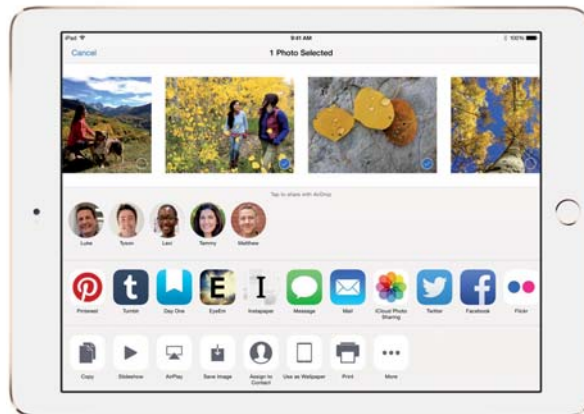 iPad 9:41 AM 100%
Cancel 1 Photo Selected
Tap to share with AirDrop
Luke Tyson Levi Tammy Matthew
Pinterest Tumblr Day One EyeEm Instapaper Message Mail iCloud Photo Sharing Twitter Facebook Flickr
Copy Slideshow AirPlay Save Image Assign to Contact Use as Wallpaper Print More